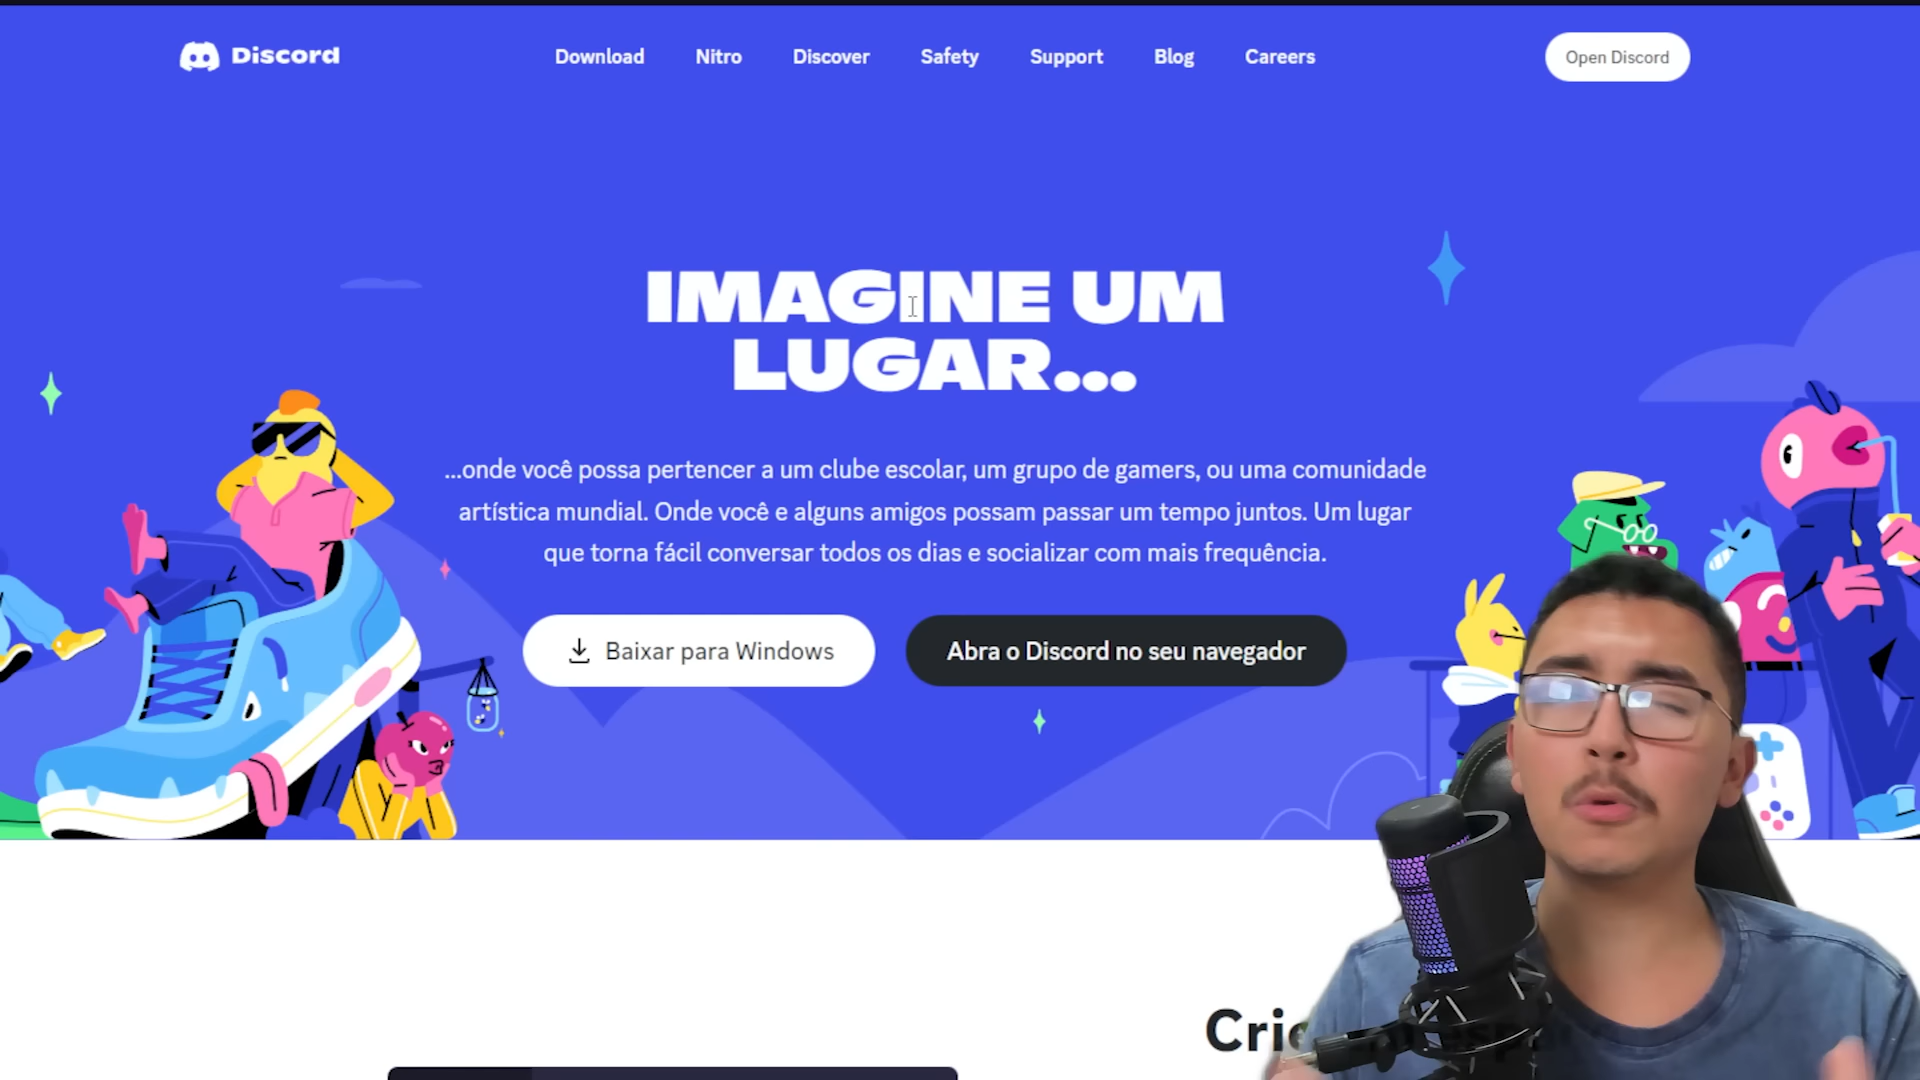 Discord
Download Nitro Discover Safety Support Blog Careers
Open Discord
IMAGINE UM
LUGAR...
...onde você possa pertencer a um clube escolar, um grupo de gamers, ou uma comunidade
artística mundial. Onde você e alguns amigos possam passar um tempo juntos. Um lugar
que torna fácil conversar todos os dias e socializar com mais frequência.
Baixar para Windows
Abra o Discord no seu navegador